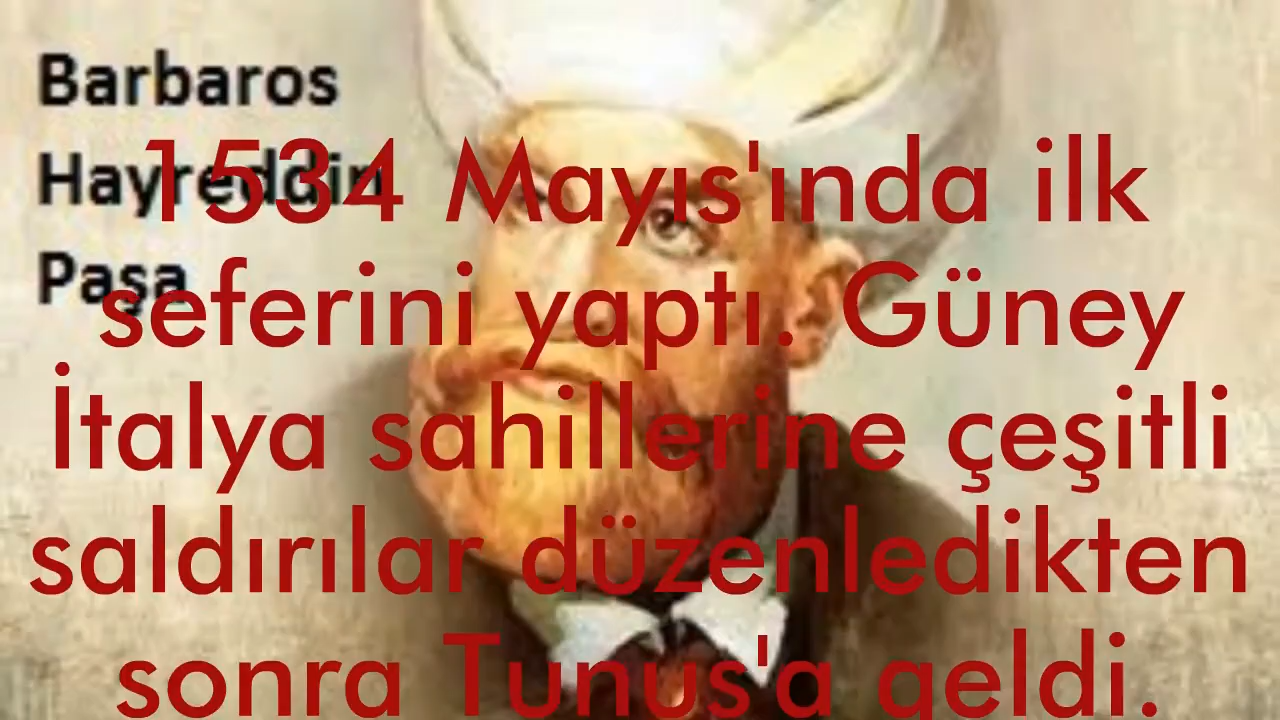 Barbaros
Hayreddin
Paşa
1534 Mayıs'ında ilk
seferini yaptı. Güney
İtalya sahillerine çeşitli
saldırılar düzenledikten
sonra Tunus'a geldi.